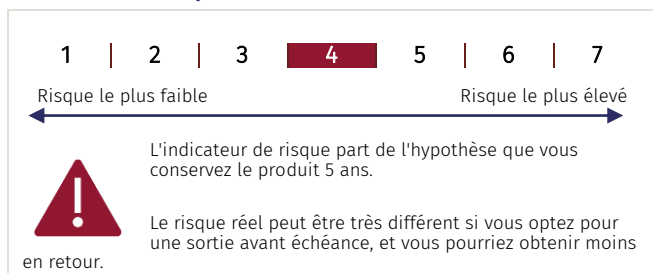 1 | 2 | 3 4 5 | 6 | 7
Risque le plus faible Risque le plus élevé
L'indicateur de risque part de l'hypothèse que vous
conservez le produit 5 ans.
Le risque réel peut être très différent si vous optez pour
une sortie avant échéance, et vous pourriez obtenir moins
en retour.